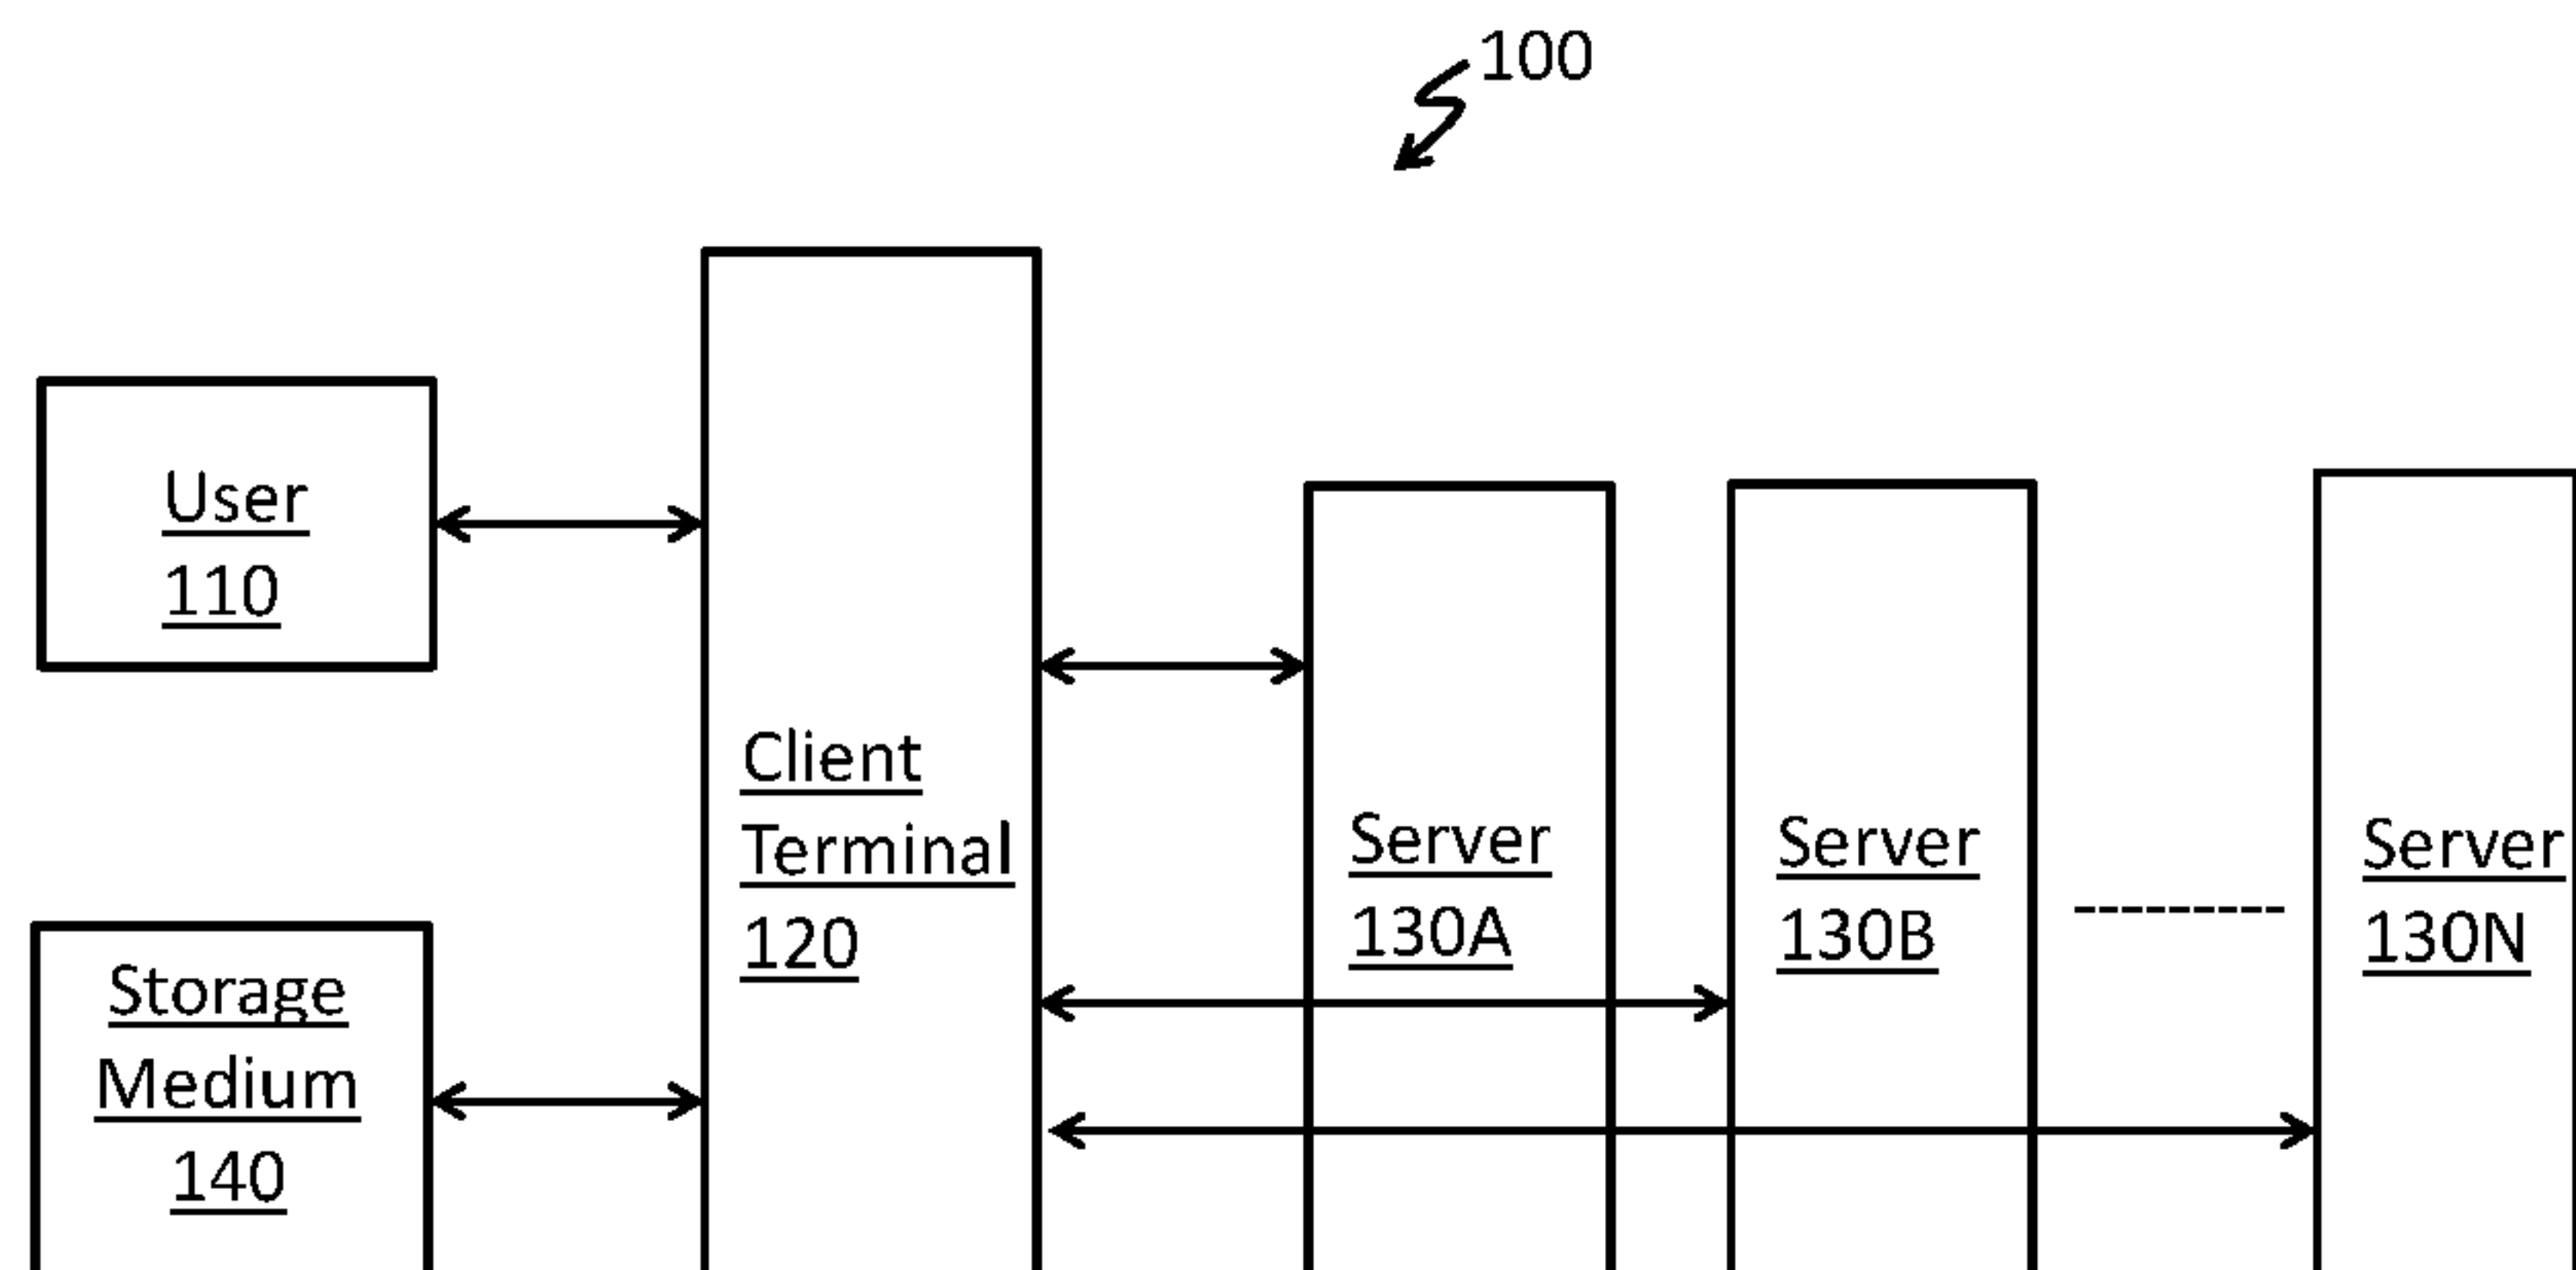 100
User
110
Client
Terminal
120
Server
130A
Server
130B
Server
130N
Storage
Medium
140